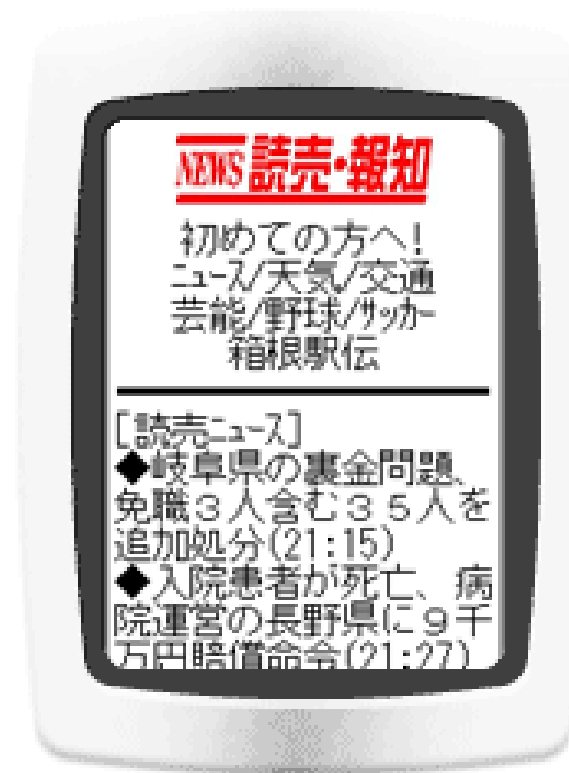 NEWS 読売・報知
初めての方へ!
ニュース/天気/交通
芸能/野球/サッカー
箱根駅伝
[読売ニュース]
◆岐阜県の裏金問題、
免職3人含む35人を
追加処分(21:15)
◆入院患者が死亡、病
院運営の長野県に9千
万円賠償命令(21:27)